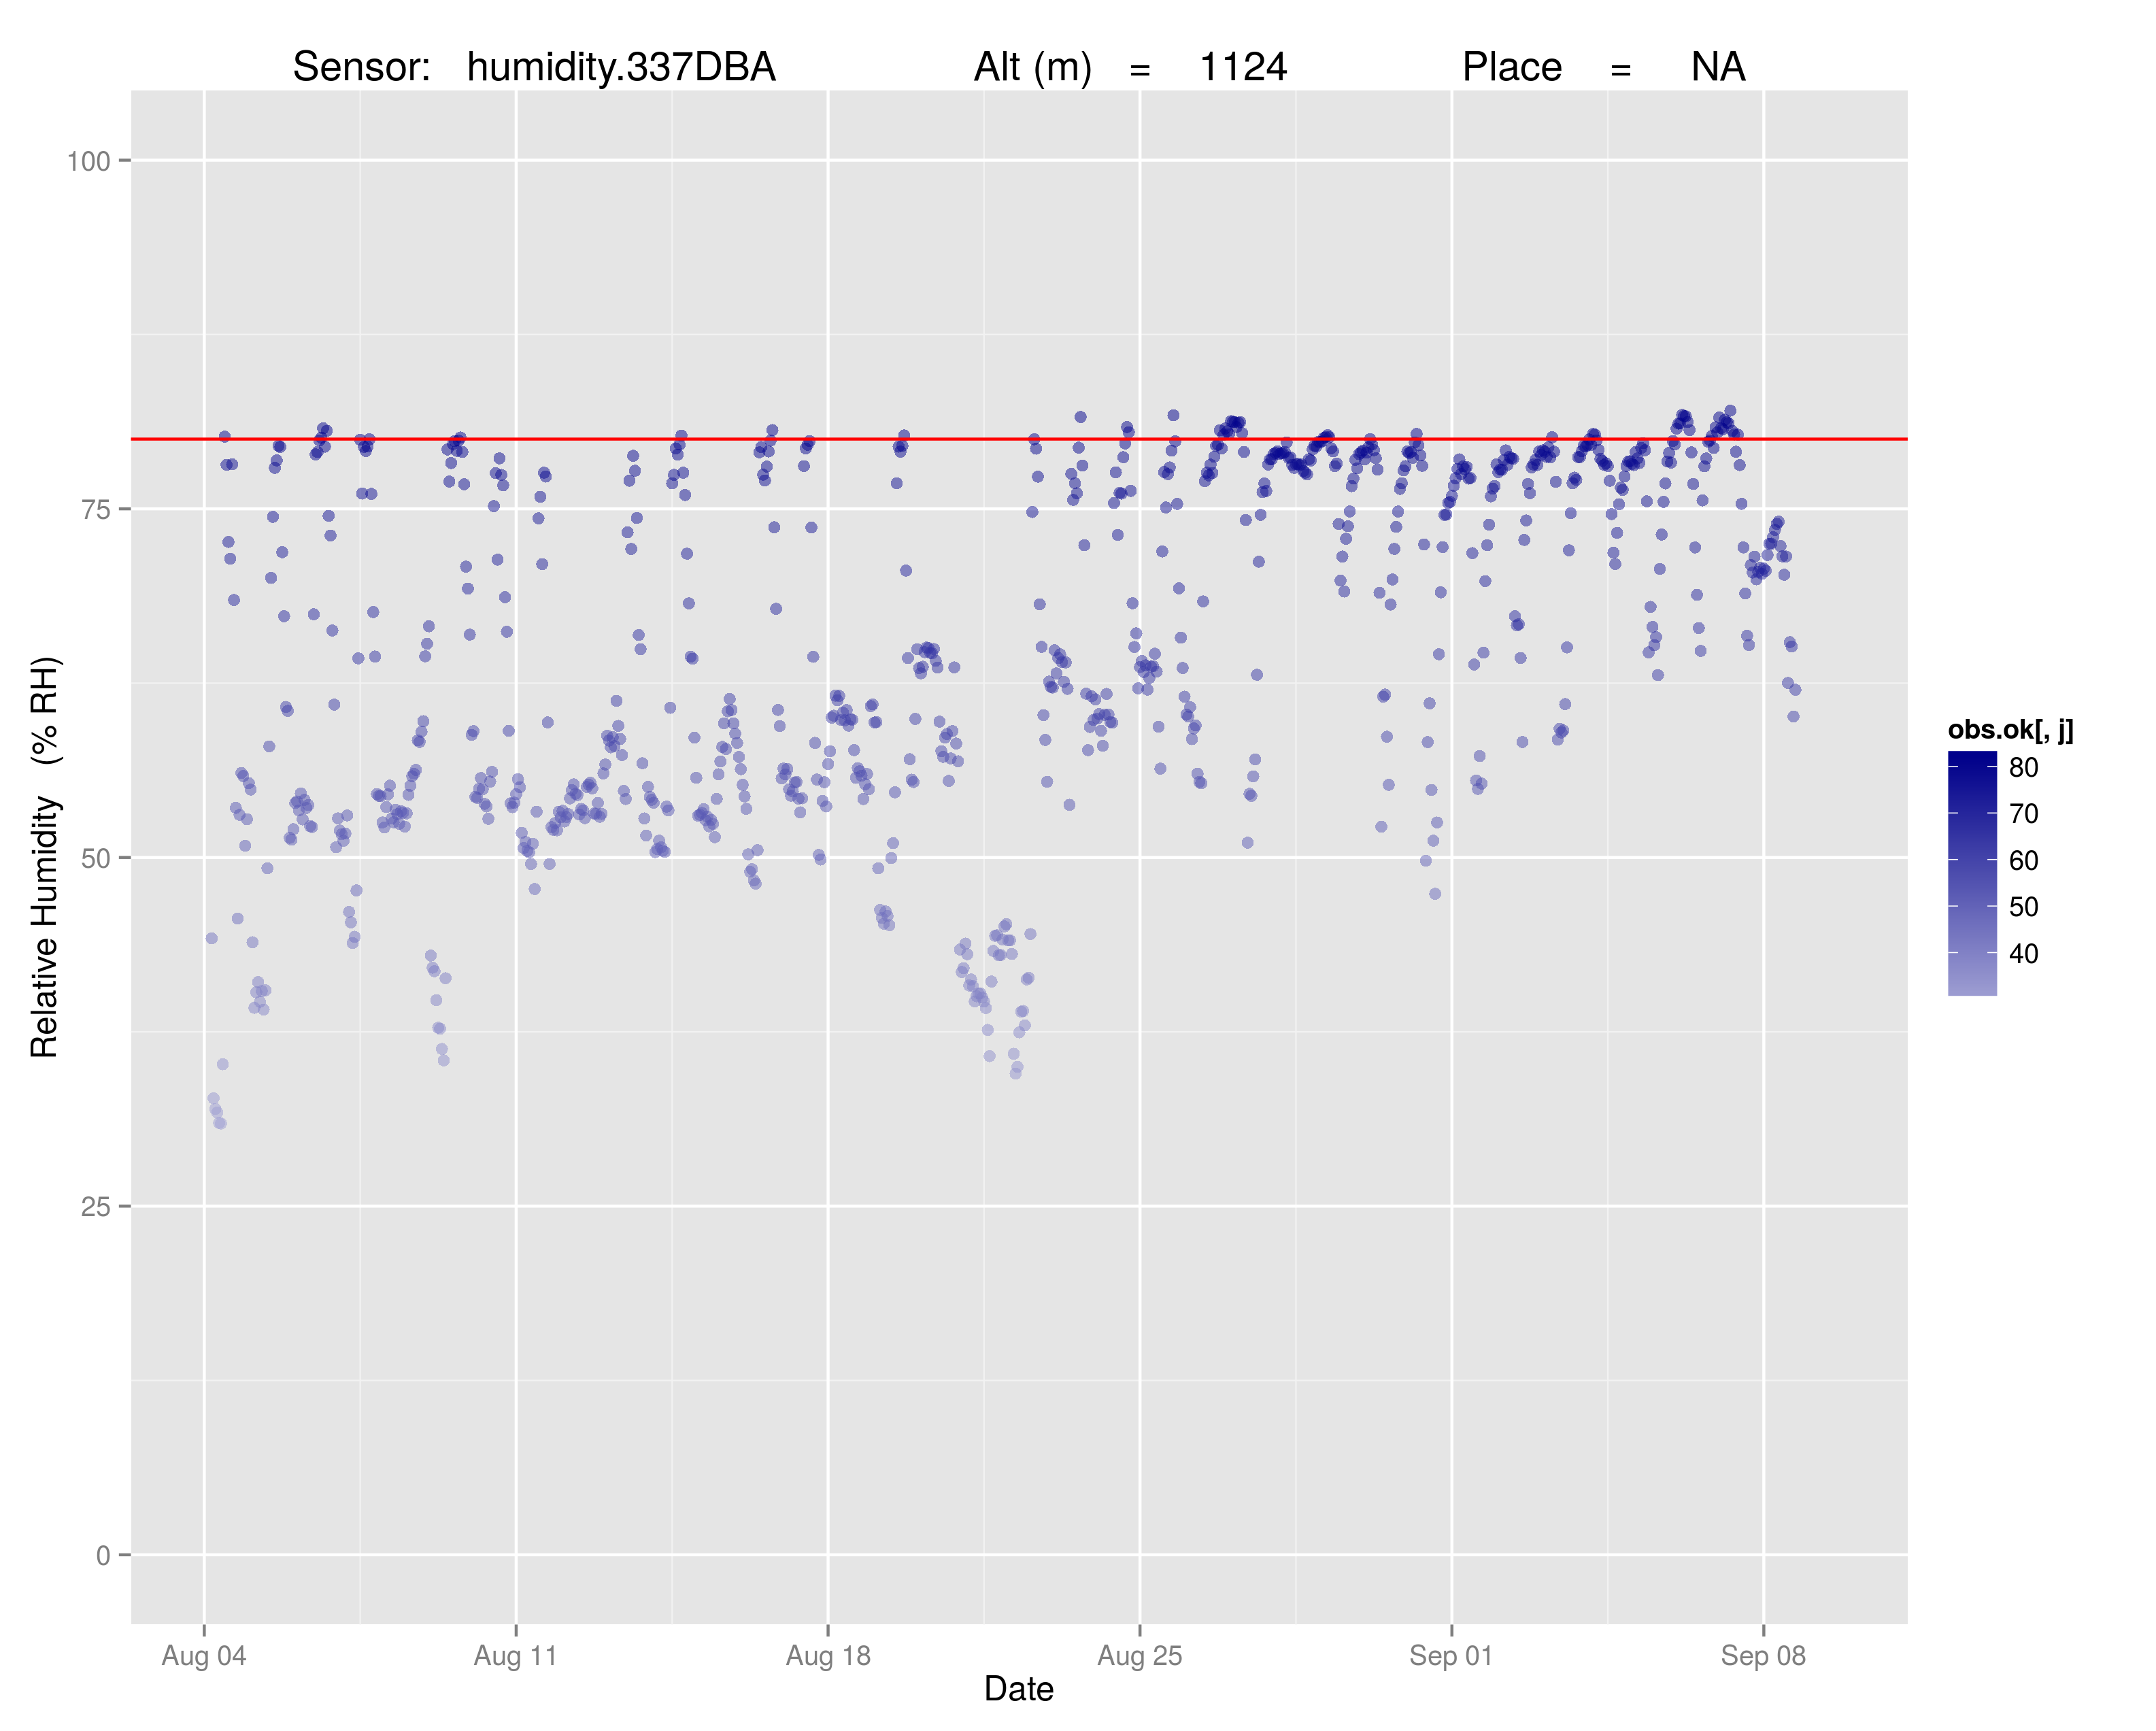 Sensor: humidity.337DBA Alt (m) = 1124 Place = NA
Relative Humidity (% RH)
100
75
50
25
0
Aug 04 Aug 11 Aug 18 Aug 25 Sep 01 Sep 08
Date
obs.ok[, j]
80
70
60
50
40